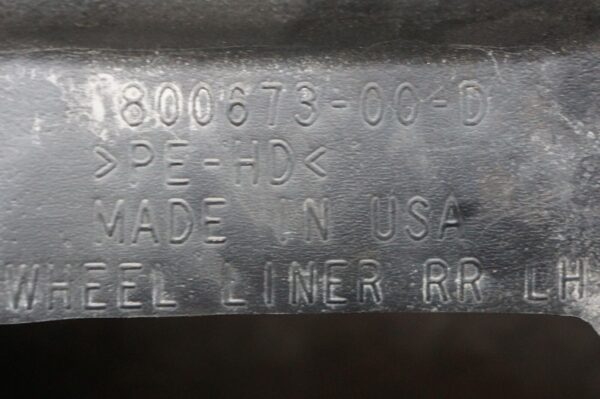 800673-00-D
>PE-HD<
MADE IN USA
WHEEL LINER RR LH